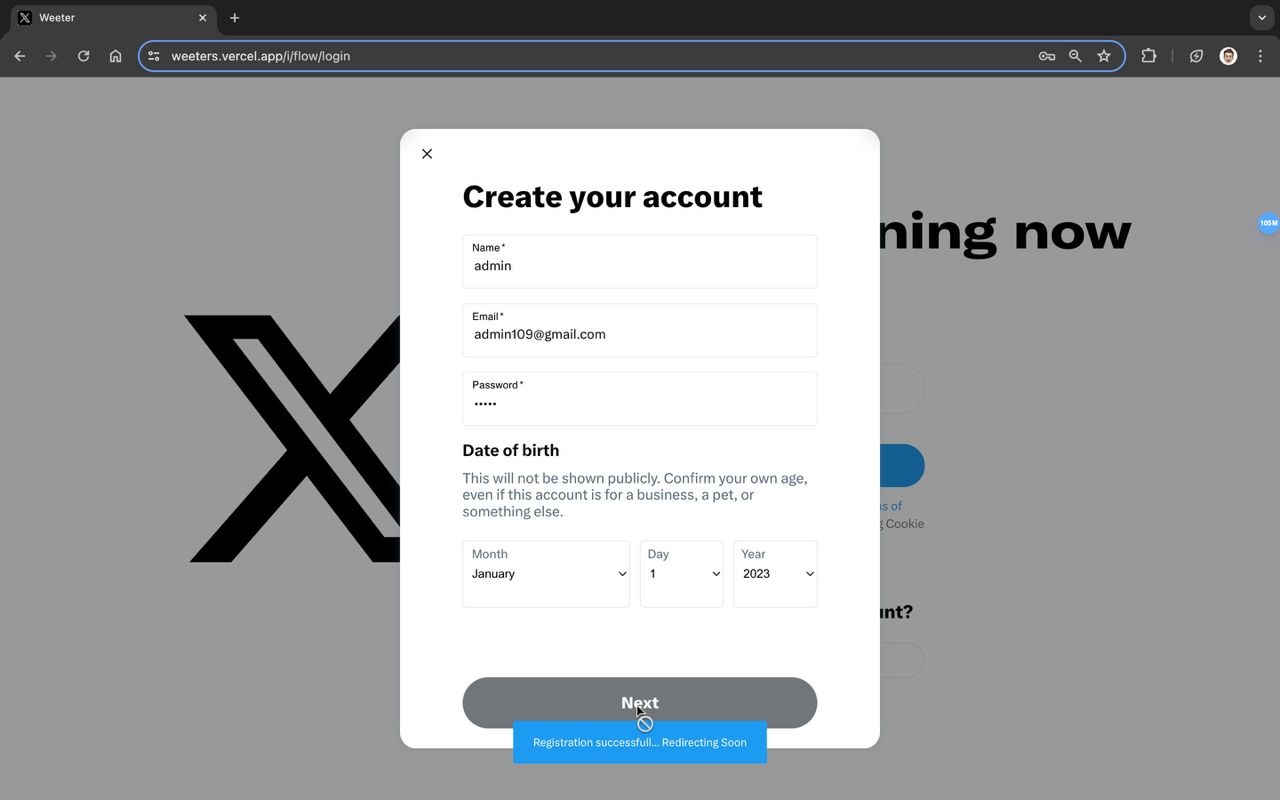 Weeter
weeters.vercel.app/i/flow/login
ning now
105M
Create your account
Name*
admin
Email*
admin109@gmail.com
Password*
•••••
Date of birth
This will not be shown publicly. Confirm your own age,
even if this account is for a business, a pet, or
something else.
s of
Cookie
Month
January
Day
1
Year
2023
unt?
Next
Registration successfull... Redirecting Soon